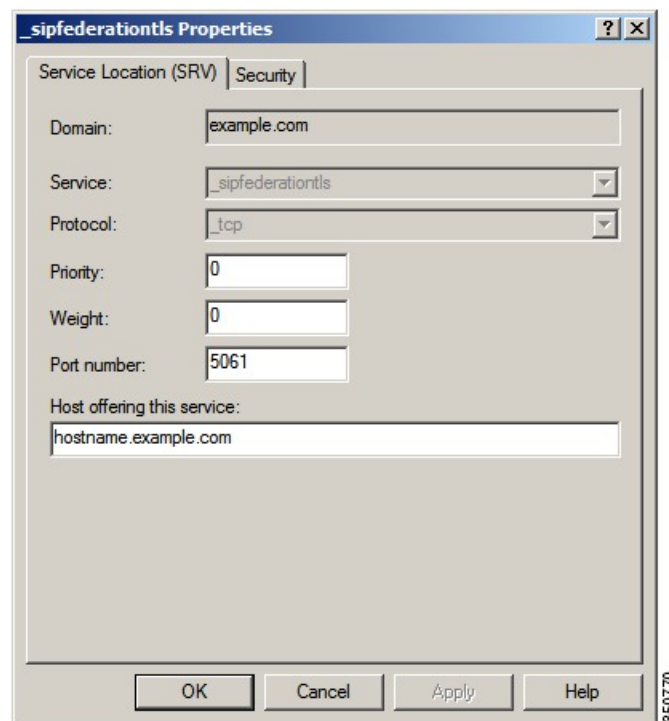 _sipfederationtls Properties
Service Location (SRV) Security
Domain: example.com
Service: _sipfederationtls
Protocol: _tcp
Priority: 0
Weight: 0
Port number: 5061
Host offering this service:
hostname.example.com
OK Cancel Apply Help